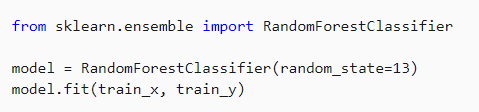 from sklearn.ensemble import RandomForestClassifier
model = RandomForestClassifier(random_state=13)
model.fit(train_x, train_y)